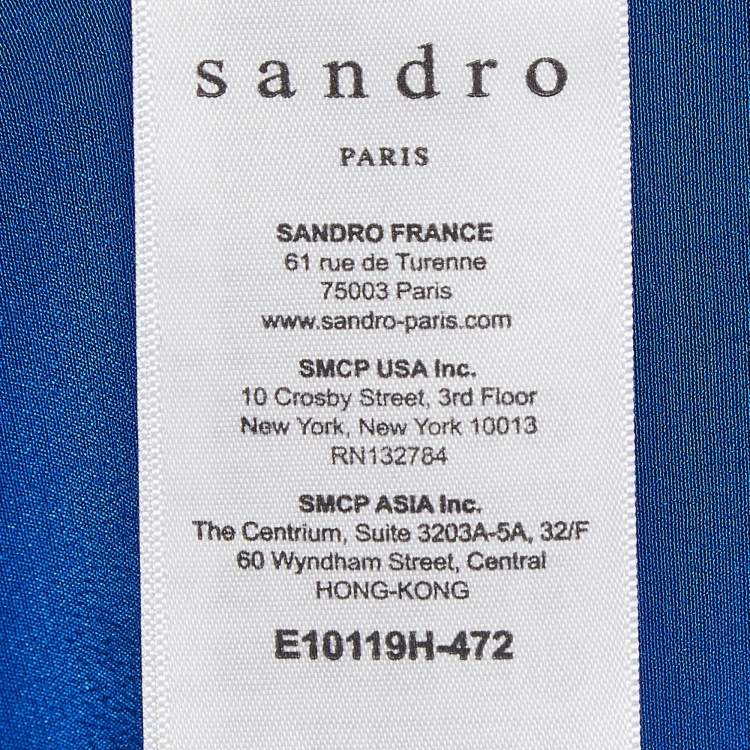 sandro
PARIS
SANDRO FRANCE
61 rue de Turenne
75003 Paris
www.sandro-paris.com
SMCP USA Inc.
10 Crosby Street, 3rd Floor
New York, New York 10013
RN132784
SMCP ASIA Inc.
The Centrium, Suite 3203A-5A, 32/F
60 Wyndham Street, Central
HONG-KONG
E10119H-472